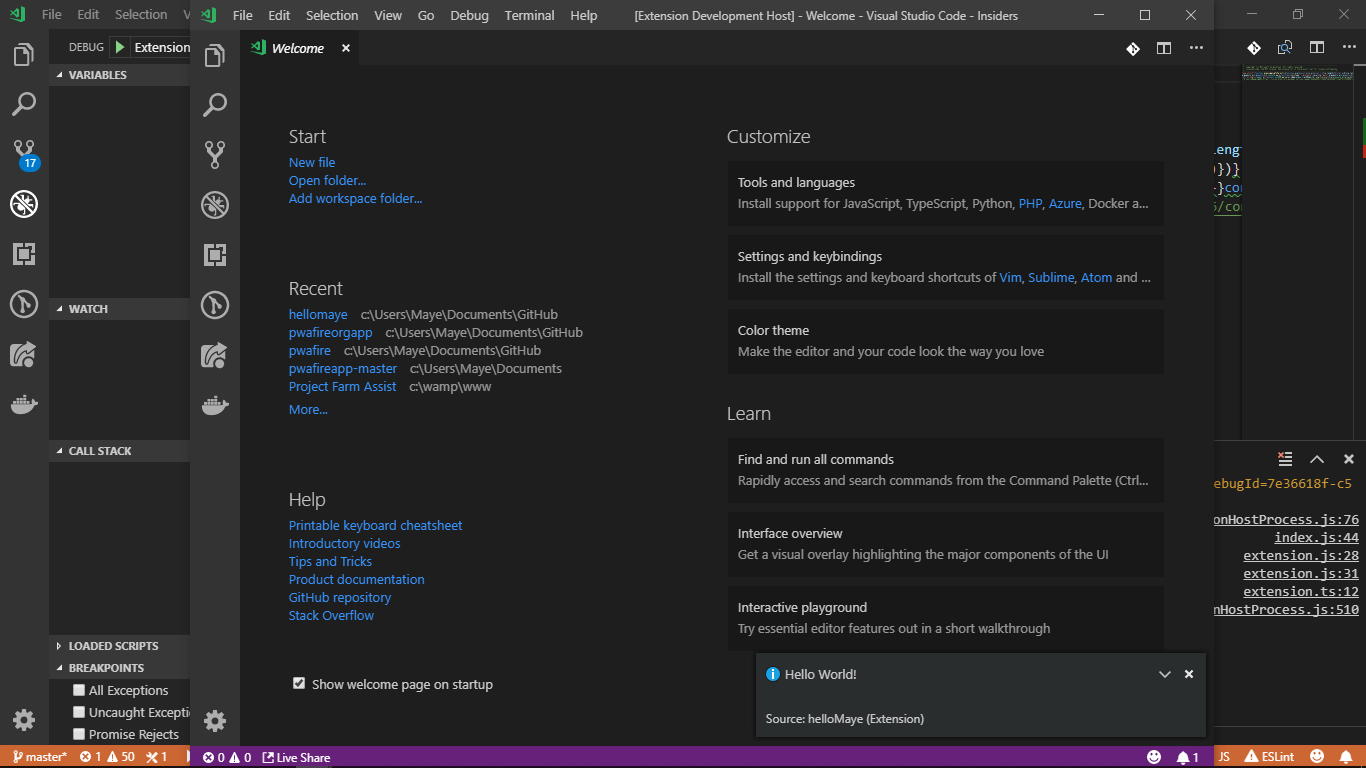 File Edit Selection V
File Edit Selection View Go Debug Terminal Help [Extension Development Host] - Welcome - Visual Studio Code - Insiders
DEBUG Extension
Welcome
VARIABLES
WATCH
CALL STACK
LOADED SCRIPTS
BREAKPOINTS
All Exceptions
Uncaught Excepti
Promise Rejects
17
Start
New file
Open folder...
Add workspace folder...
Recent
hellomaye c:\Users\Maye\Documents\GitHub
pwafireorgapp c:\Users\Maye\Documents\GitHub
pwafire c:\Users\Maye\Documents\GitHub
pwafireapp-master c:\Users\Maye\Documents
Project Farm Assist c:\wamp\www
More...
Help
Printable keyboard cheatsheet
Introductory videos
Tips and Tricks
Product documentation
GitHub repository
Stack Overflow
Show welcome page on startup
Customize
Tools and languages
Install support for JavaScript, TypeScript, Python, PHP, Azure, Docker a...
Settings and keybindings
Install the settings and keyboard shortcuts of Vim, Sublime, Atom and ...
Color theme
Make the editor and your code look the way you love
Learn
Find and run all commands
Rapidly access and search commands from the Command Palette (Ctrl...
Interface overview
Get a visual overlay highlighting the major components of the UI
Interactive playground
Try essential editor features out in a short walkthrough
Hello World!
Source: helloMaye (Extension)
leng
)})}
}con
5/con
ebugId=7e36618f-c5
onHostProcess.js:76
index.js:44
extension.js:28
extension.js:31
extension.ts:12
onHostProcess.js:510
master* 1 50 1
0 0 Live Share 1
JS ESLint